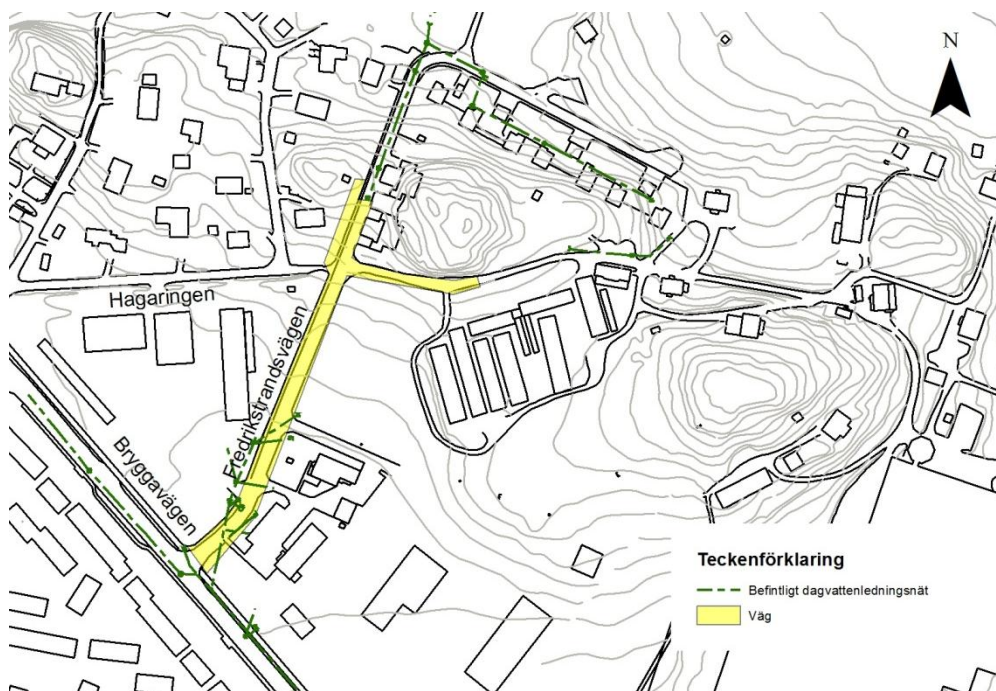 N
Hagaringen
Fredrikstrandsvägen
Bryggavägen
Teckenförklaring
Befintligt dagvattenledningsnät
Väg